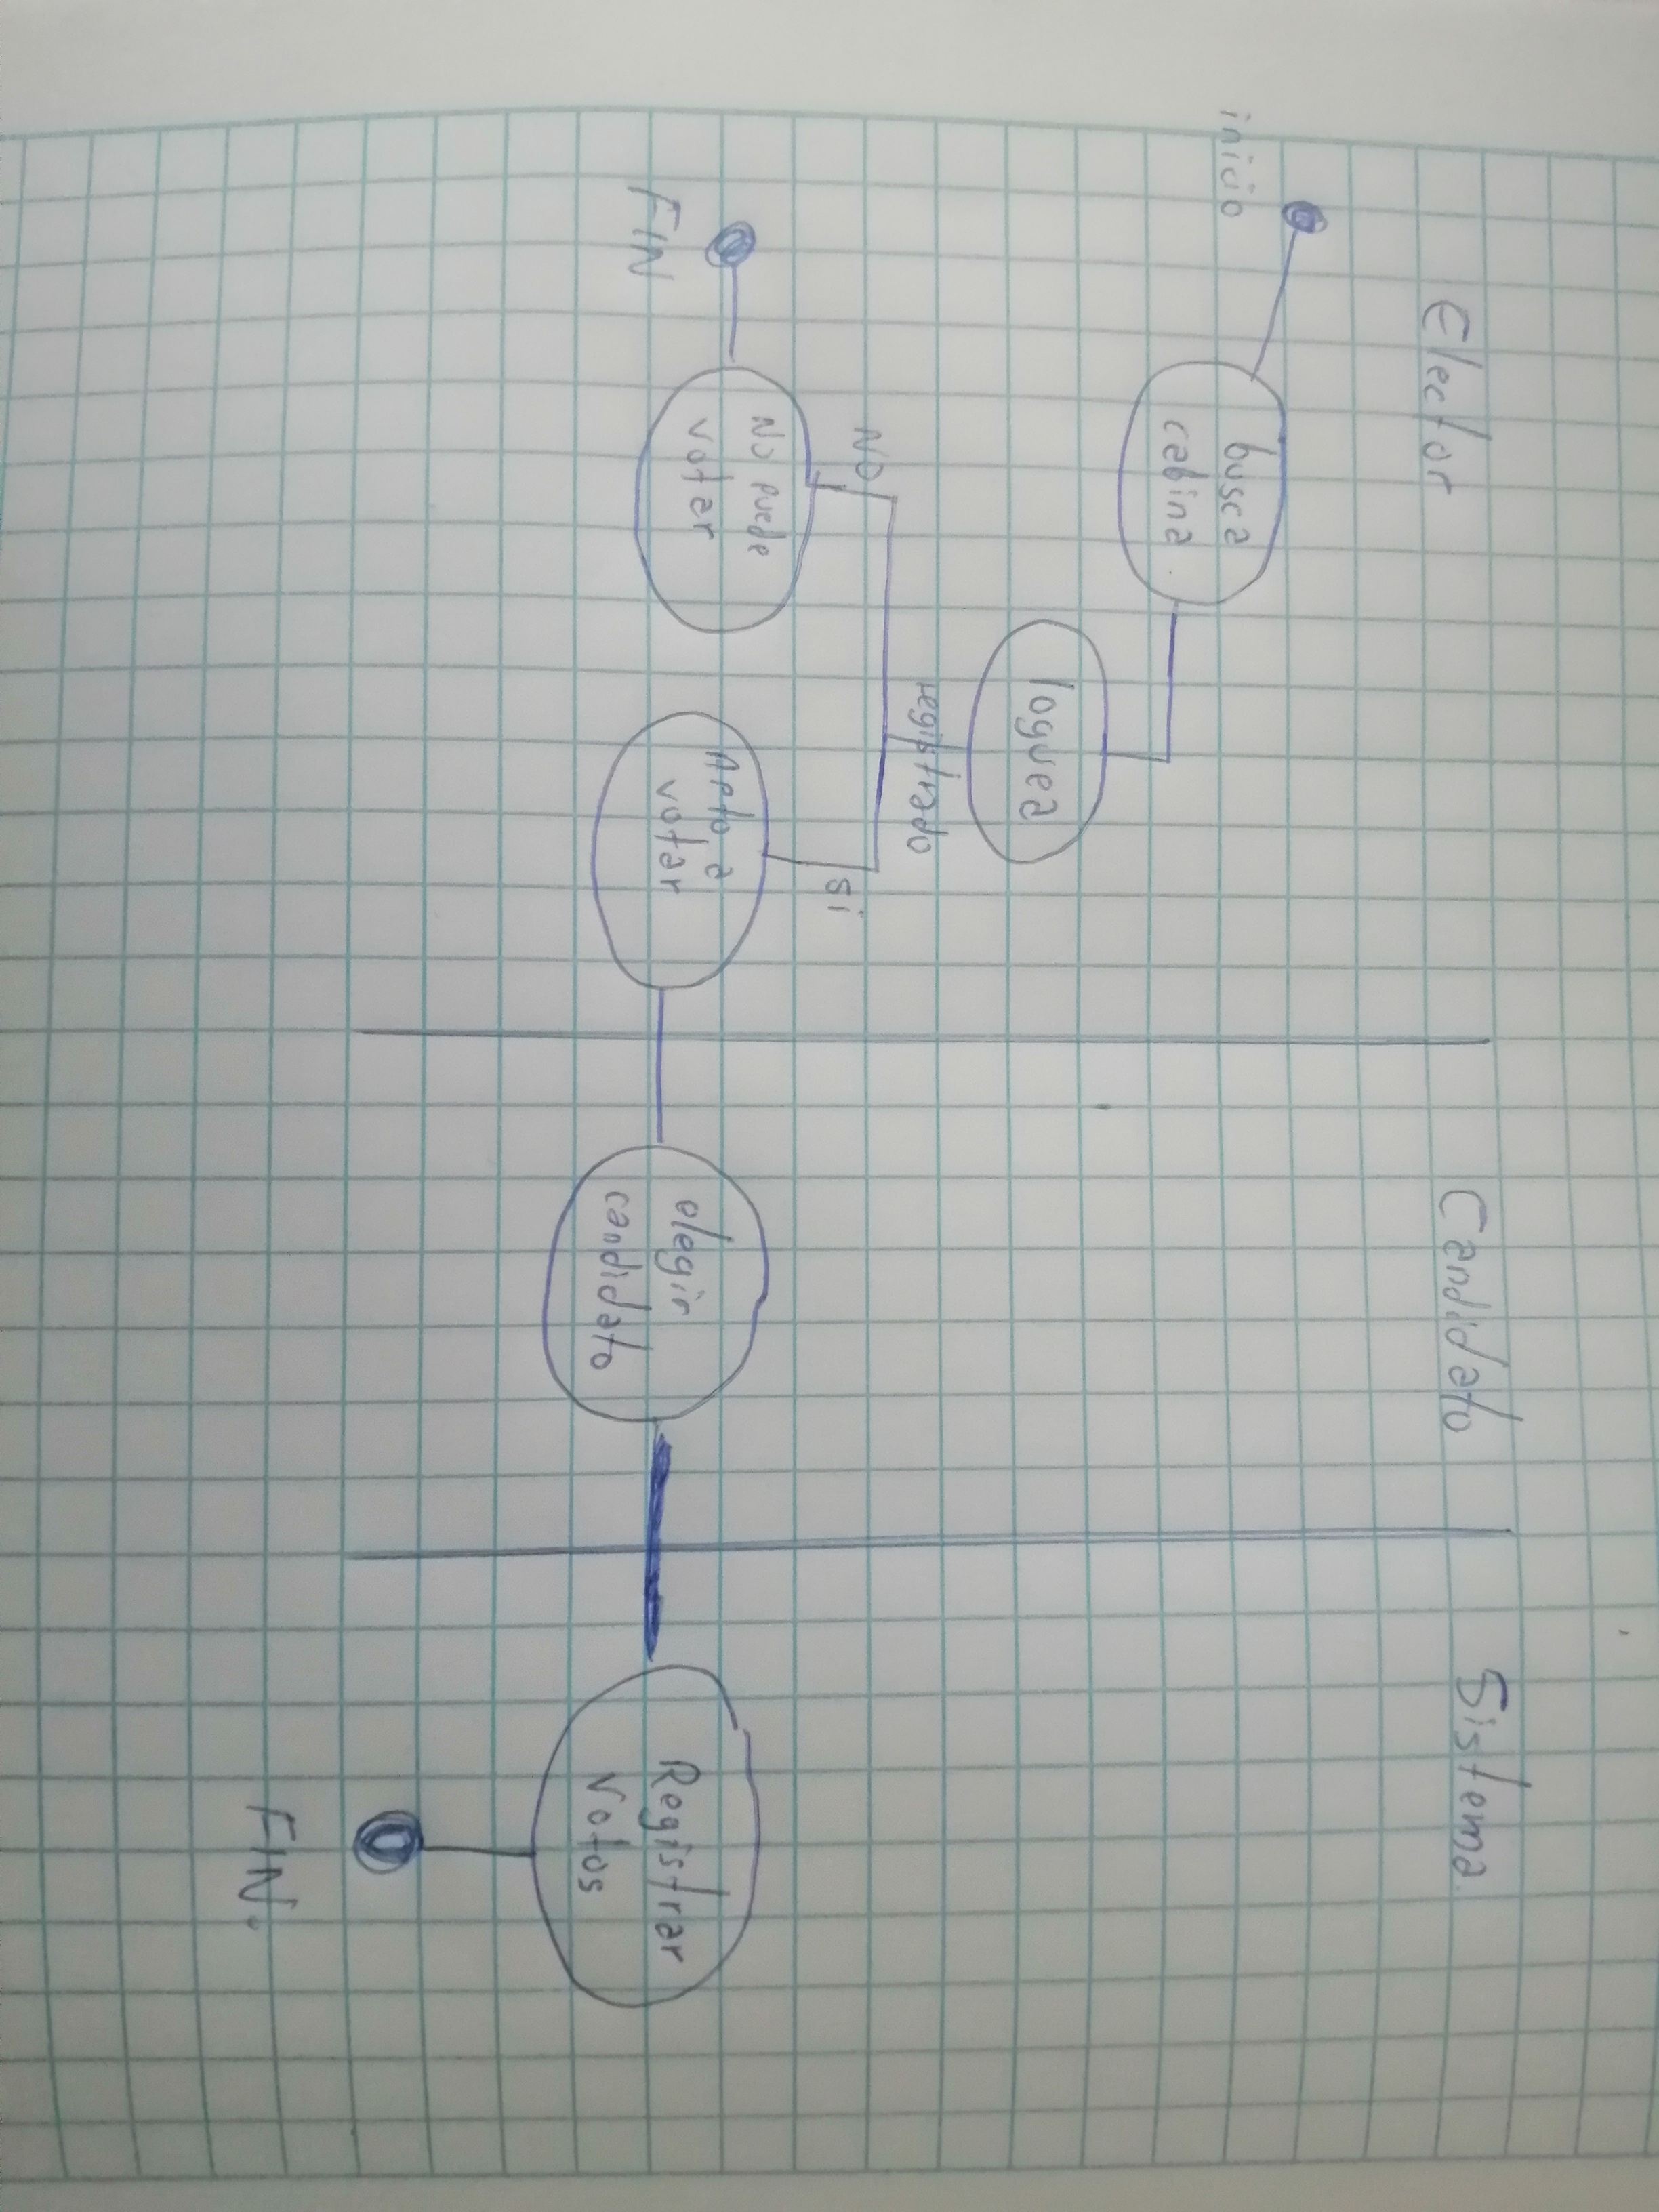 Elector
Candidato
Sistema.
inicio
busca
cabina.
loguea
registrado
NO
Si
No puede
votar
Apto a
votar
elegir
candidato
Registrar
Votos
FIN
FIN.